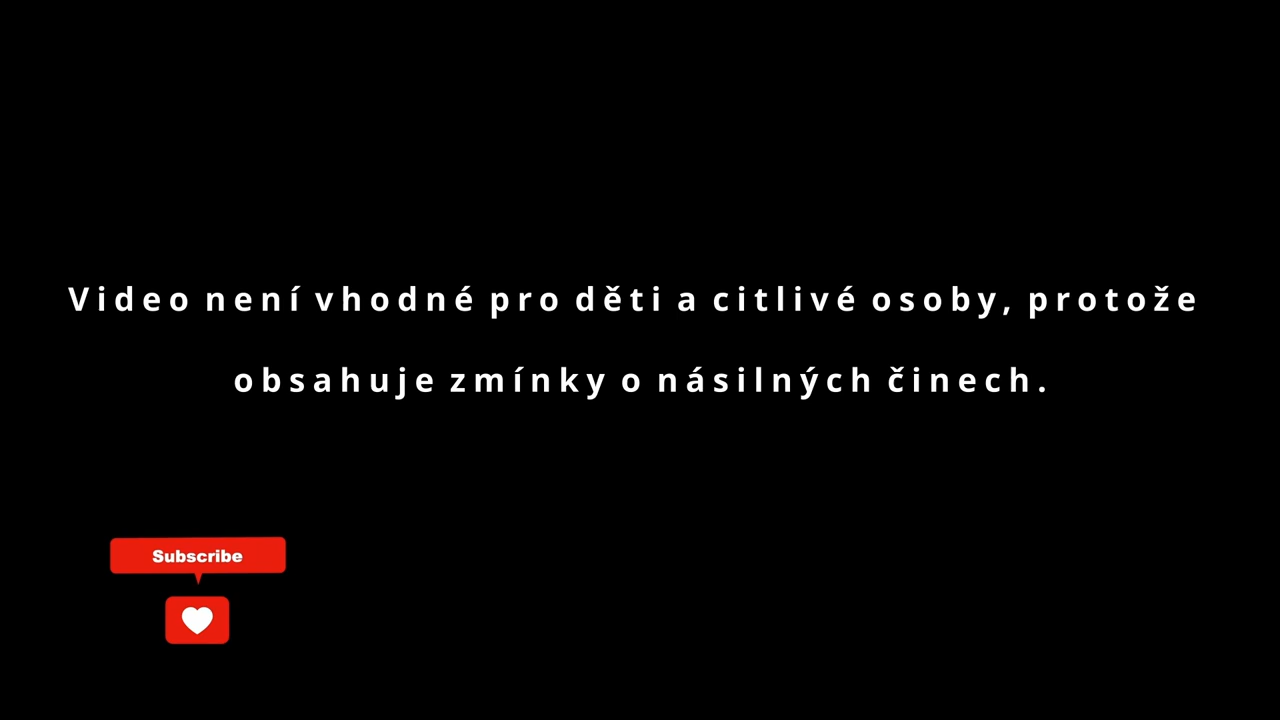 Video není vhodné pro děti a citlivé osoby, protože
obsahuje zmínky o násilných činech.
Subscribe